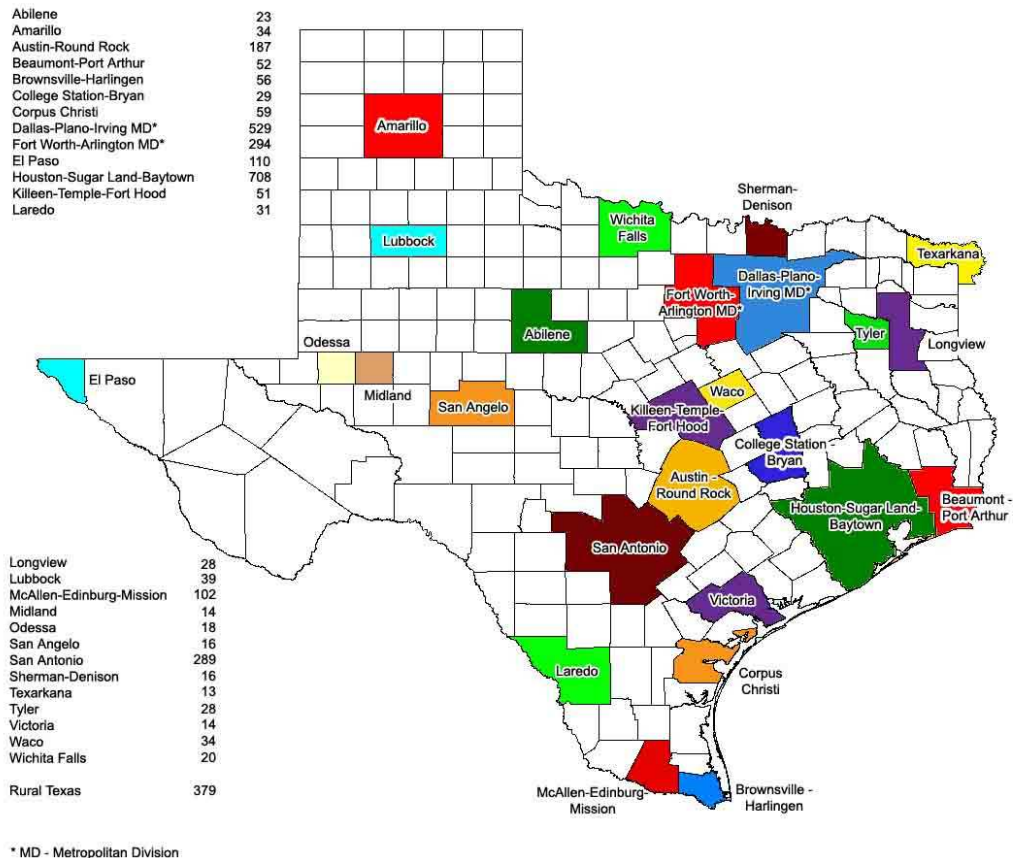 Abilene 23
Amarillo 34
Austin-Round Rock 187
Beaumont-Port Arthur 52
Brownsville-Harlingen 56
College Station-Bryan 29
Corpus Christi 59
Dallas-Plano-Irving MD* 529
Fort Worth-Arlington MD* 294
El Paso 110
Houston-Sugar Land-Baytown 708
Killeen-Temple-Fort Hood 51
Laredo 31
Amarillo
Sherman-
Denison
Wichita
Falls
Lubbock
Texarkana
Dallas-Plano-
Irving MD*
Fort Worth-
Arlington MD*
Abilene
Tyler
Longview
Odessa
El Paso
Midland
San Angelo
Waco
Killeen-Temple-
Fort Hood
College Station -
Bryan
Austin -
Round Rock
Houston-Sugar Land-
Baytown
Beaumont -
Port Arthur
San Antonio
Victoria
Laredo
Corpus
Christi
McAllen-Edinburg-
Mission
Brownsville -
Harlingen
Longview 28
Lubbock 39
McAllen-Edinburg-Mission 102
Midland 14
Odessa 18
San Angelo 16
San Antonio 289
Sherman-Denison 16
Texarkana 13
Tyler 28
Victoria 14
Waco 34
Wichita Falls 20
Rural Texas 379
* MD - Metropolitan Division